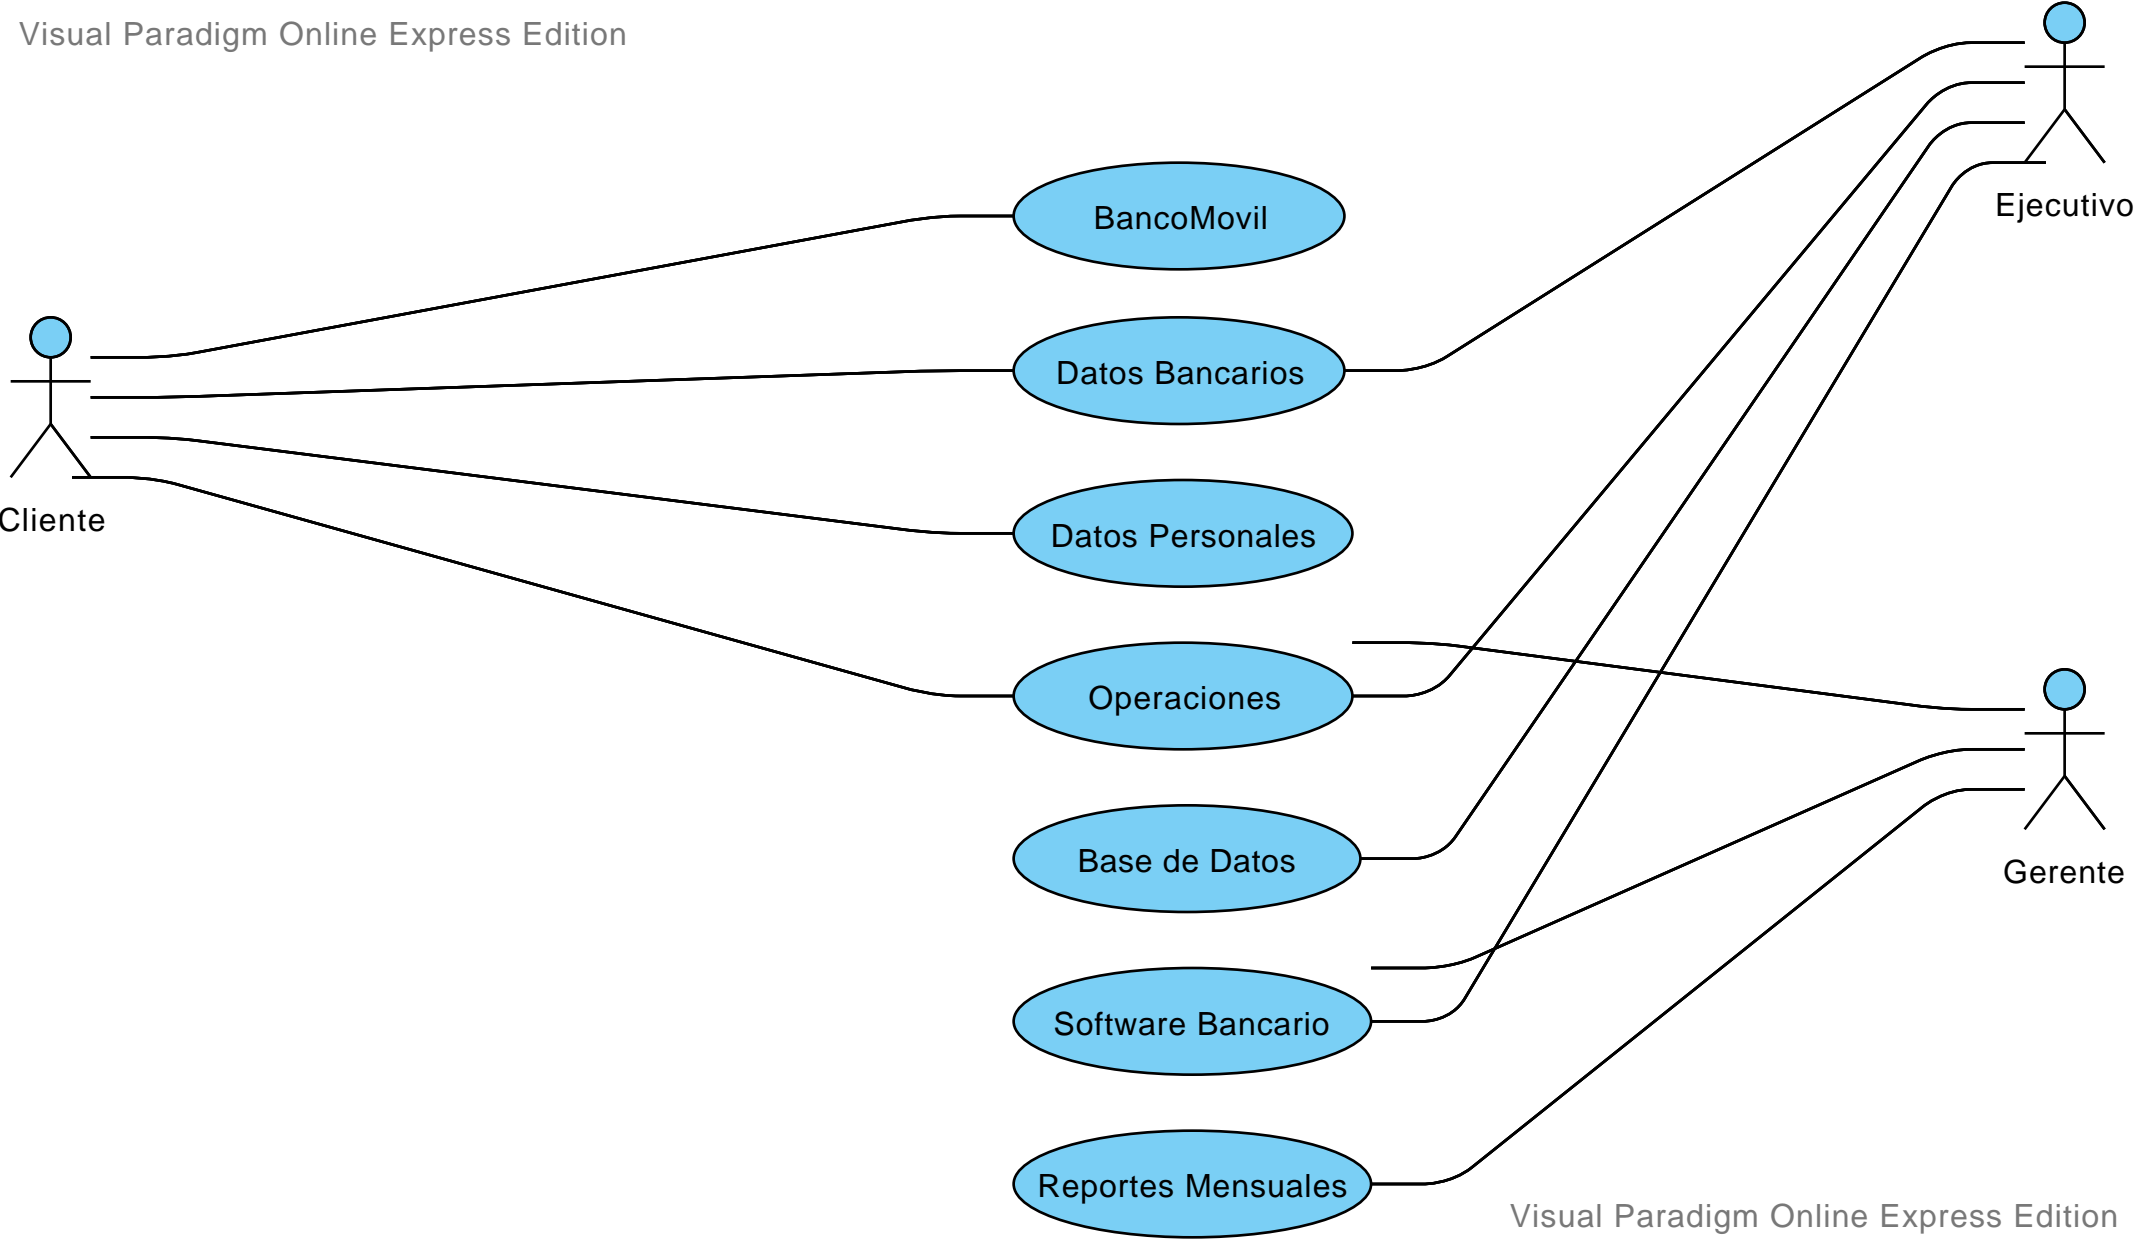 Visual Paradigm Online Express Edition
Ejecutivo
BancoMovil
Datos Bancarios
Cliente
Datos Personales
Operaciones
Base de Datos
Gerente
Software Bancario
Reportes Mensuales
Visual Paradigm Online Express Edition